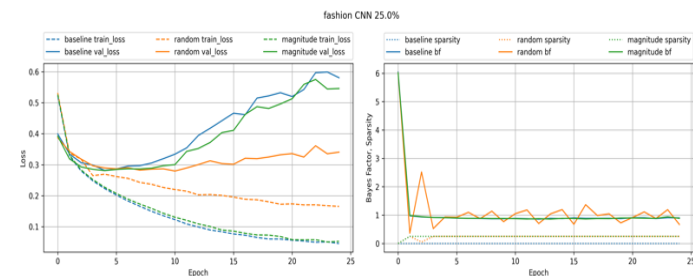 fashion CNN 25.0%
baseline train_loss random train_loss magnitude train_loss
baseline val_loss random val_loss magnitude val_loss
baseline sparsity random sparsity magnitude sparsity
baseline bf random bf magnitude bf
0.6
0.5
0.4
0.3
0.2
0.1
Loss
0 5 10 15 20 25
Epoch
6
5
4
3
2
1
0
Bayes Factor, Sparsity
0 5 10 15 20 25
Epoch